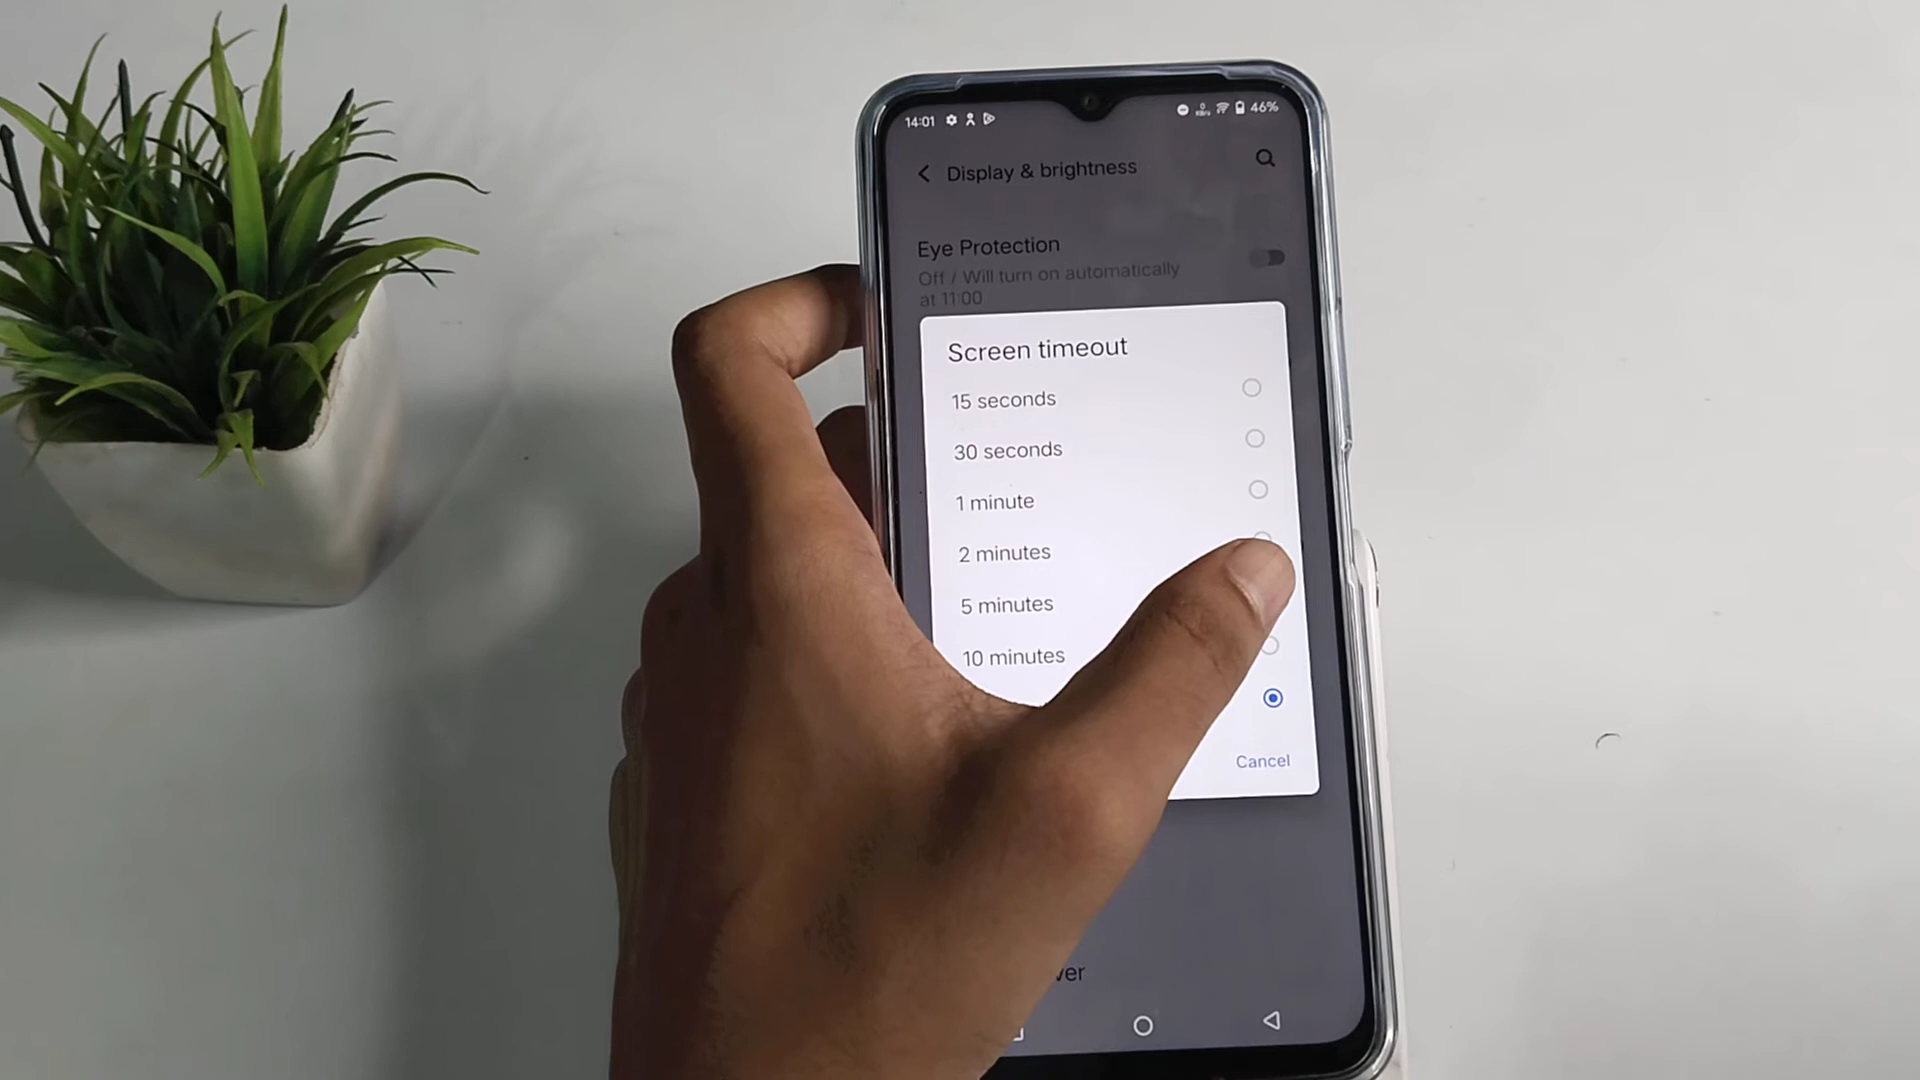 14:01 46%
Display & brightness
Eye Protection
Off / Will turn on automatically
at 11:00
Screen timeout
15 seconds
30 seconds
1 minute
2 minutes
5 minutes
10 minutes
Cancel